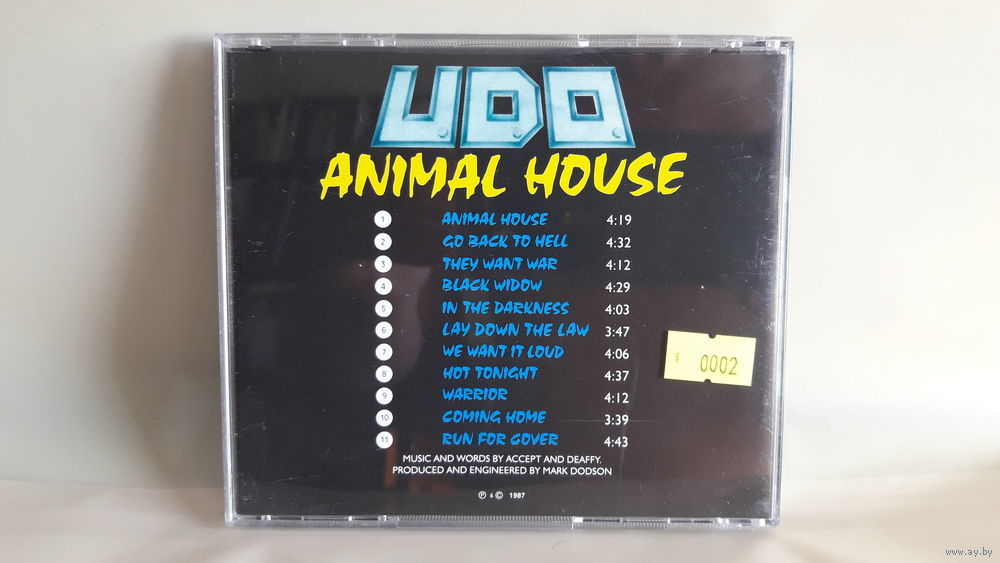 U.D.O.
ANIMAL HOUSE
1 ANIMAL HOUSE 4:19
2 GO BACK TO HELL 4:32
3 THEY WANT WAR 4:12
4 BLACK WIDOW 4:29
5 IN THE DARKNESS 4:03
6 LAY DOWN THE LAW 3:47
7 WE WANT IT LOUD 4:06
8 HOT TONIGHT 4:37
9 WARRIOR 4:12
10 COMING HOME 3:39
11 RUN FOR COVER 4:43
£ 0002
MUSIC AND WORDS BY ACCEPT AND DEAFFY.
PRODUCED AND ENGINEERED BY MARK DODSON
℗ & © 1987
www.ay.by